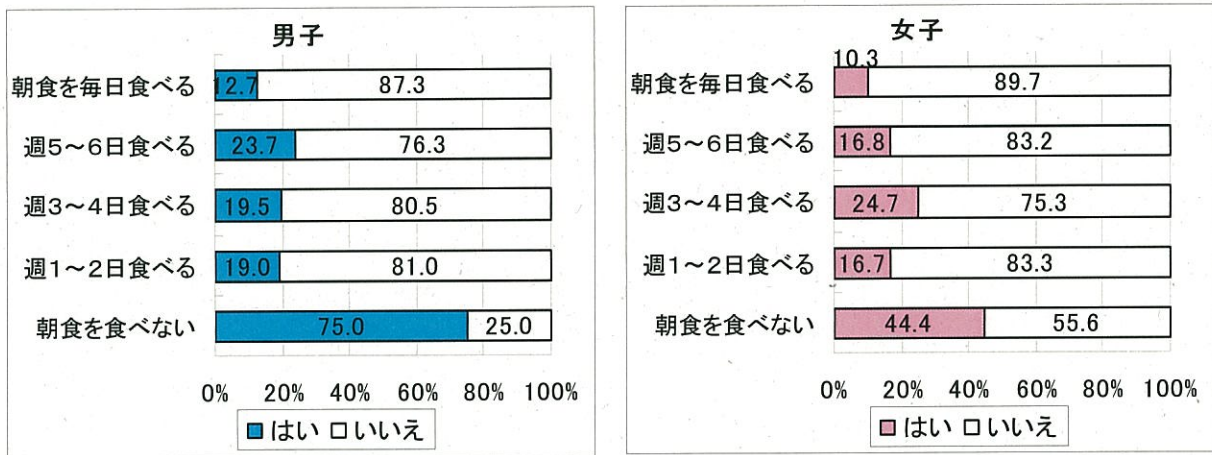 男子
朝食を毎日食べる 12.7 87.3
週5～6日食べる 23.7 76.3
週3～4日食べる 19.5 80.5
週1～2日食べる 19.0 81.0
朝食を食べない 75.0 25.0
0% 20% 40% 60% 80% 100%
はい いいえ
女子
10.3
朝食を毎日食べる 89.7
週5～6日食べる 16.8 83.2
週3～4日食べる 24.7 75.3
週1～2日食べる 16.7 83.3
朝食を食べない 44.4 55.6
0% 20% 40% 60% 80% 100%
はい いいえ